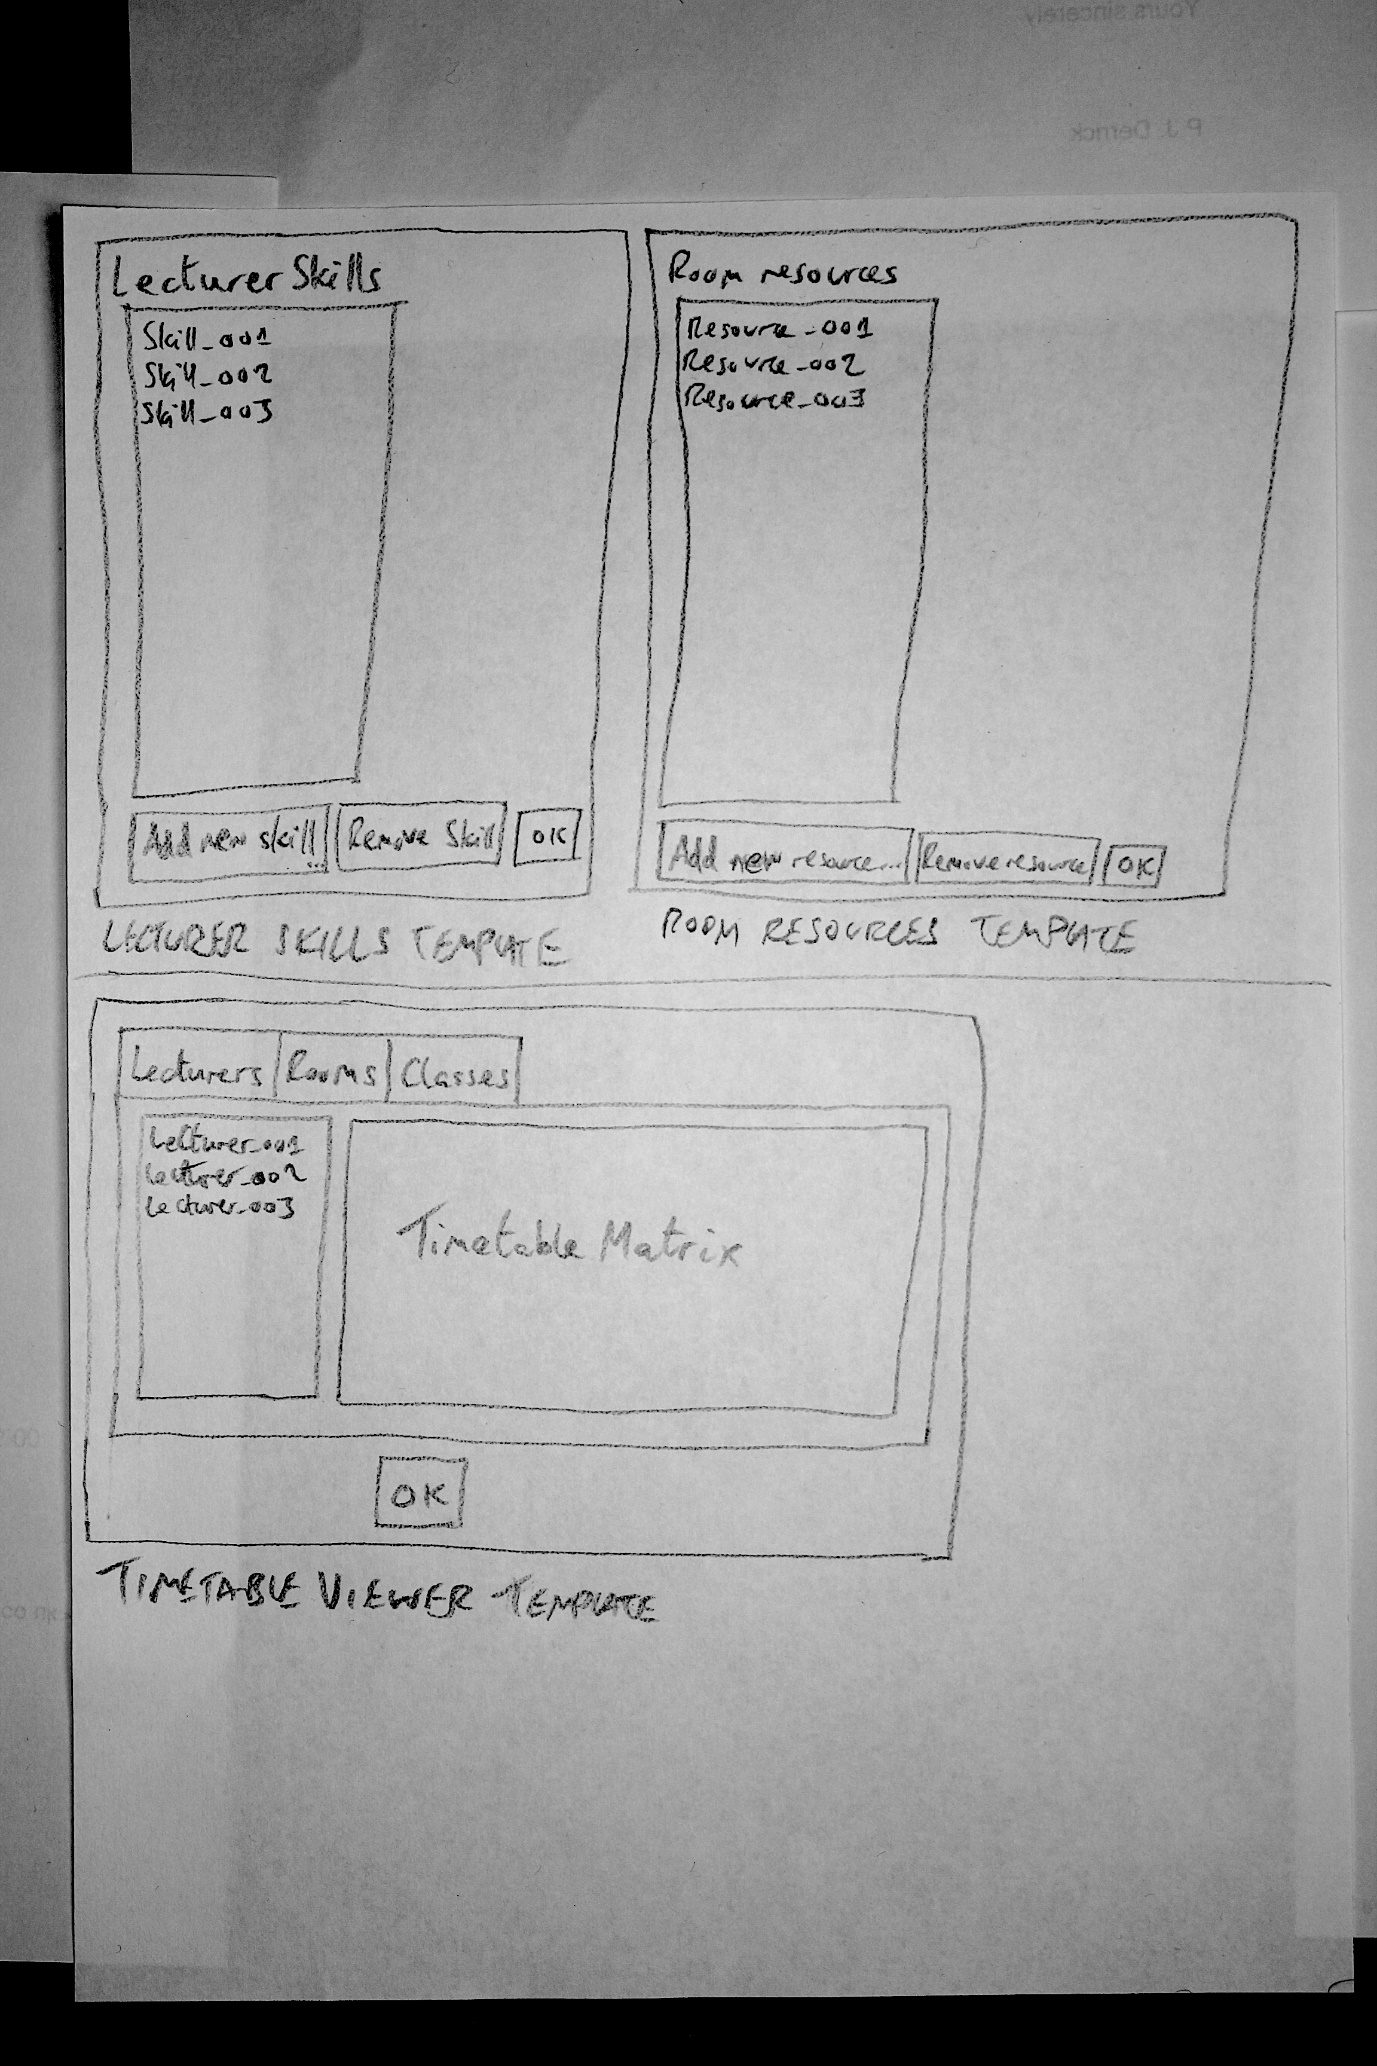 Yours sincerely
P J. Derrick
Lecturer Skills
Skill_001
Skill_002
Skill_003
Add new skill...
Remove Skill
OK
LECTURER SKILLS TEMPLATE
Room resources
Resource_001
Resource_002
Resource_003
Add new resource...
Remove resource
OK
ROOM RESOURCES TEMPLATE
Lecturers Rooms Classes
Lecturer_001
Lecturer_002
Lecturer_003
Timetable Matrix
OK
TIMETABLE VIEWER TEMPLATE